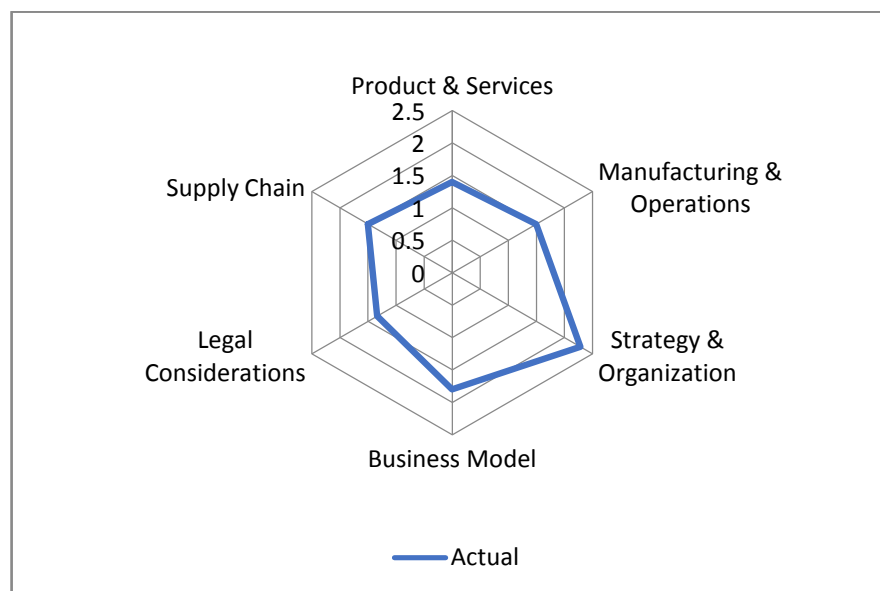 Product & Services
2.5
2
1.5
1
0.5
0
Manufacturing &
Operations
Strategy &
Organization
Business Model
Legal
Considerations
Supply Chain
Actual